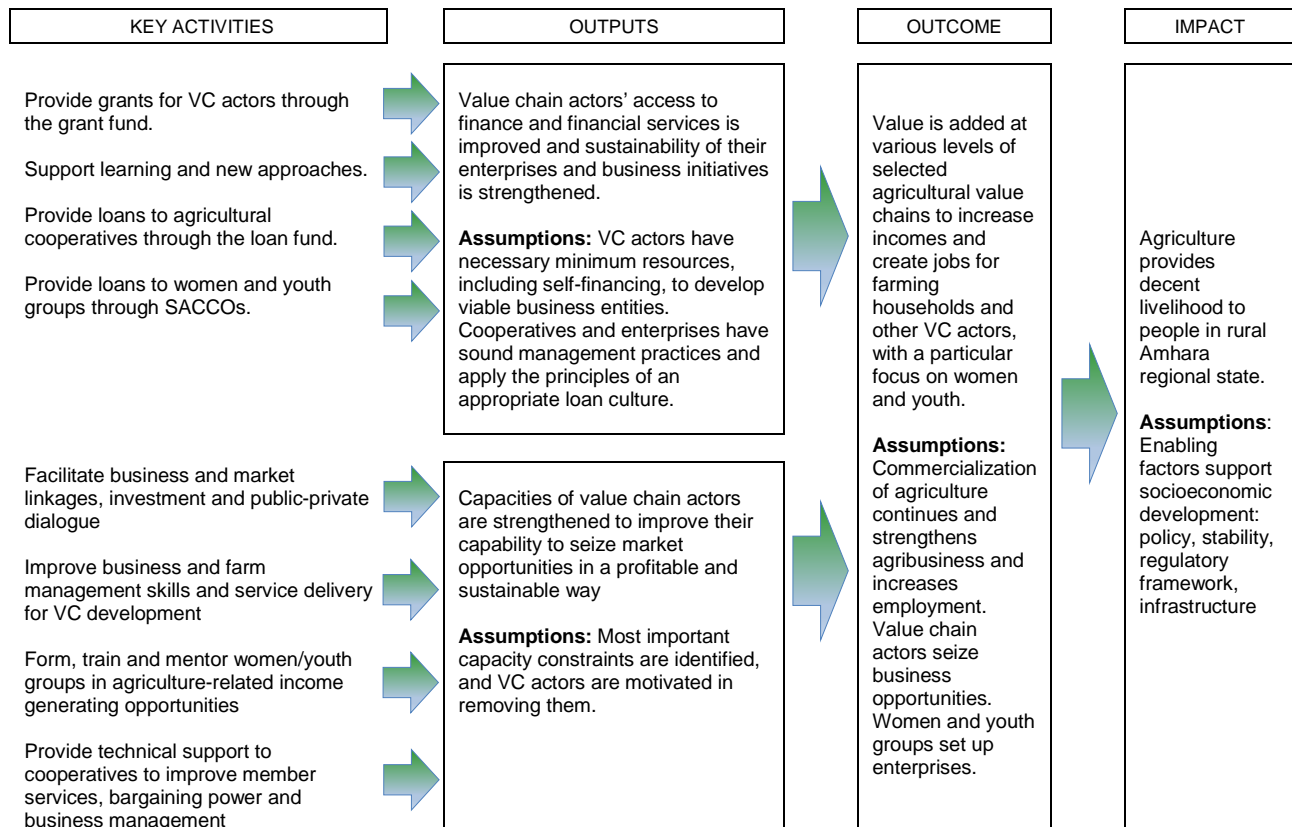 KEY ACTIVITIES
OUTPUTS
OUTCOME
IMPACT
Provide grants for VC actors through
the grant fund.
Support learning and new approaches.
Provide loans to agricultural
cooperatives through the loan fund.
Provide loans to women and youth
groups through SACCOs.
Facilitate business and market
linkages, investment and public-private
dialogue
Improve business and farm
management skills and service delivery
for VC development
Form, train and mentor women/youth
groups in agriculture-related income
generating opportunities
Provide technical support to
cooperatives to improve member
services, bargaining power and
business management
Value chain actors’ access to
finance and financial services is
improved and sustainability of their
enterprises and business initiatives
is strengthened.
Assumptions: VC actors have
necessary minimum resources,
including self-financing, to develop
viable business entities.
Cooperatives and enterprises have
sound management practices and
apply the principles of an
appropriate loan culture.
Capacities of value chain actors
are strengthened to improve their
capability to seize market
opportunities in a profitable and
sustainable way
Assumptions: Most important
capacity constraints are identified,
and VC actors are motivated in
removing them.
Value is added at
various levels of
selected
agricultural value
chains to increase
incomes and
create jobs for
farming
households and
other VC actors,
with a particular
focus on women
and youth.
Assumptions:
Commercialization
of agriculture
continues and
strengthens
agribusiness and
increases
employment.
Value chain
actors seize
business
opportunities.
Women and youth
groups set up
enterprises.
Agriculture
provides
decent
livelihood to
people in rural
Amhara
regional state.
Assumptions:
Enabling
factors support
socioeconomic
development:
policy, stability,
regulatory
framework,
infrastructure